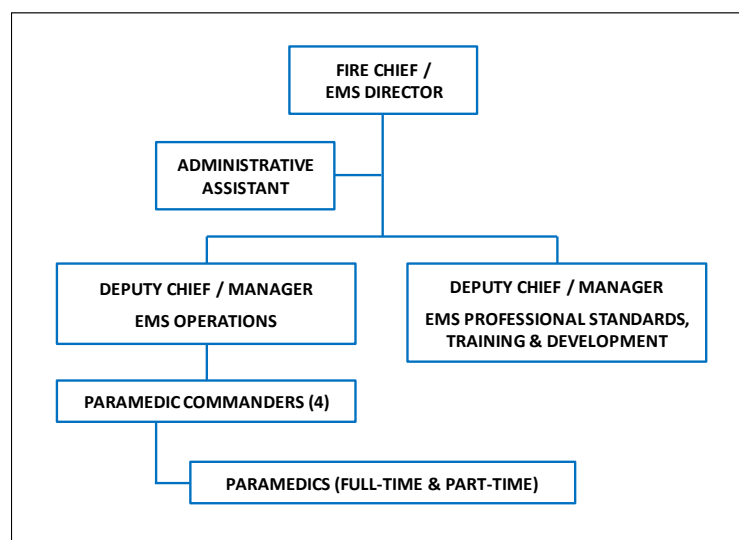 FIRE CHIEF /
EMS DIRECTOR
ADMINISTRATIVE
ASSISTANT
DEPUTY CHIEF / MANAGER
EMS OPERATIONS
DEPUTY CHIEF / MANAGER
EMS PROFESSIONAL STANDARDS,
TRAINING & DEVELOPMENT
PARAMEDIC COMMANDERS (4)
PARAMEDICS (FULL-TIME & PART-TIME)